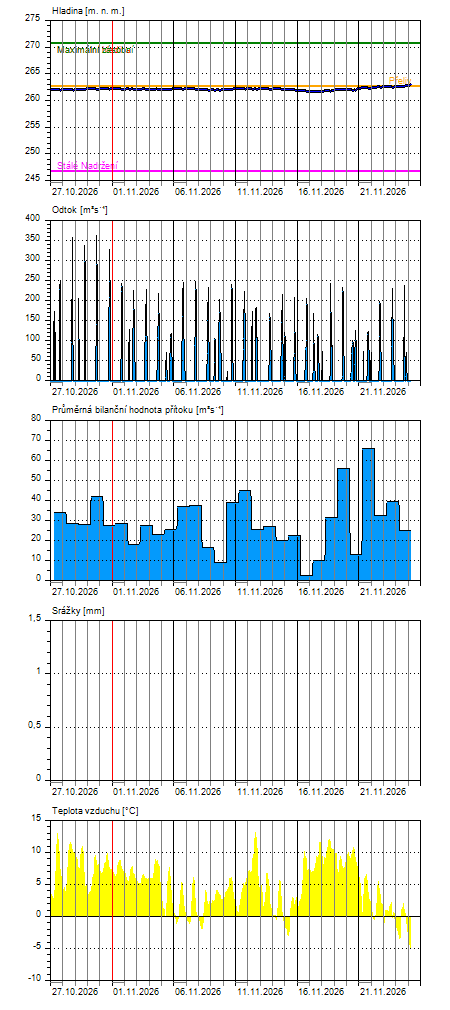 Hladina [m. n. m.]
275
270
Maximální
265
Přeliv
260
255
250
Stálé Nadržení
245
27.10.2026 01.11.2026 06.11.2026 11.11.2026 16.11.2026 21.11.2026
Odtok [m³s⁻¹]
400
350
300
250
200
150
100
50
0
27.10.2026 01.11.2026 06.11.2026 11.11.2026 16.11.2026 21.11.2026
Průměrná bilanční hodnota přítoku [m³s⁻¹]
80
70
60
50
40
30
20
10
0
27.10.2026 01.11.2026 06.11.2026 11.11.2026 16.11.2026 21.11.2026
Srážky [mm]
1,5
1
0,5
0
27.10.2026 01.11.2026 06.11.2026 11.11.2026 16.11.2026 21.11.2026
Teplota vzduchu [°C]
15
10
5
0
-5
-10
27.10.2026 01.11.2026 06.11.2026 11.11.2026 16.11.2026 21.11.2026